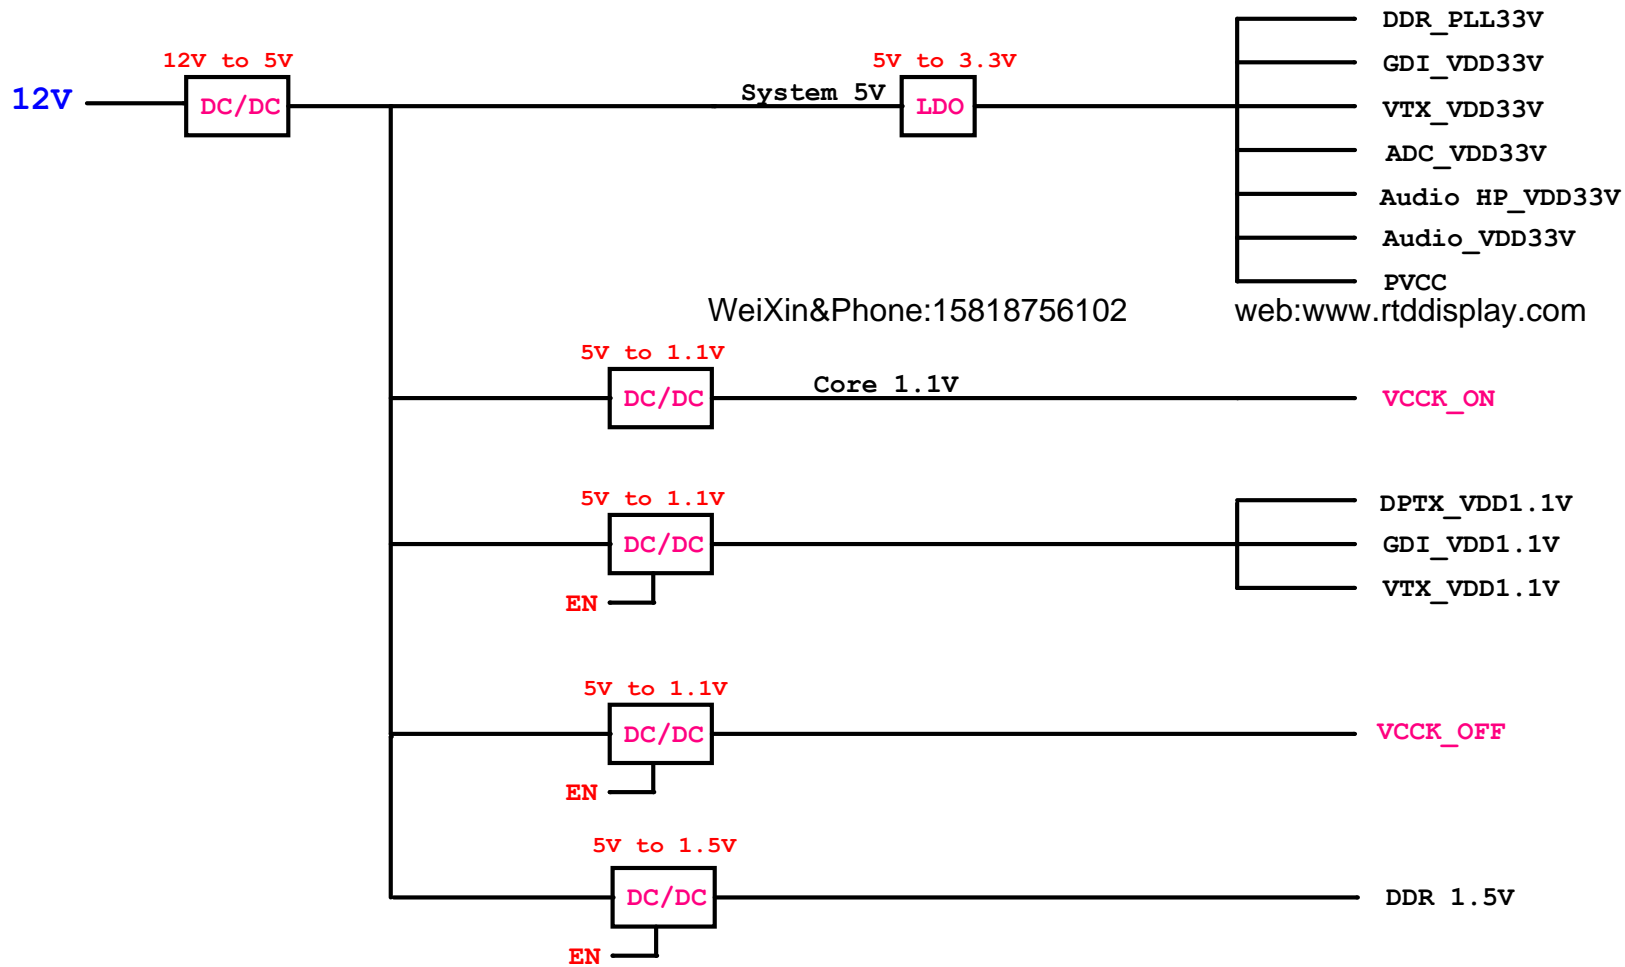 DDR_PLL33V
12V to 5V
5V to 3.3V
GDI_VDD33V
12V
DC/DC
System 5V
LDO
VTX_VDD33V
ADC_VDD33V
Audio HP_VDD33V
Audio_VDD33V
PVCC
WeiXin&Phone:15818756102
web:www.rtddisplay.com
5V to 1.1V
DC/DC
Core 1.1V
VCCK_ON
5V to 1.1V
DC/DC
DPTX_VDD1.1V
GDI_VDD1.1V
VTX_VDD1.1V
EN
5V to 1.1V
DC/DC
VCCK_OFF
EN
5V to 1.5V
DC/DC
DDR 1.5V
EN